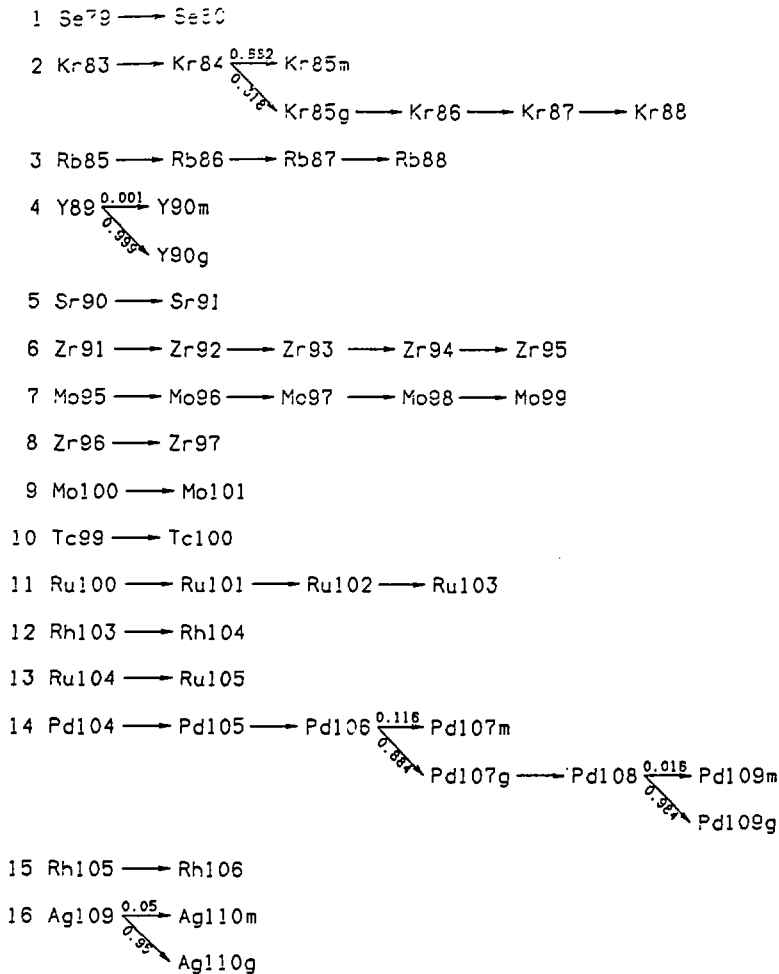 1 Se79 → Se80
2 Kr83 → Kr84 → Kr85m
Kr85g → Kr86 → Kr87 → Kr88
3 Rb85 → Rb86 → Rb87 → Rb88
4 Y89 0.001 → Y90m
0.999 Y90g
5 Sr90 → Sr91
6 Zr91 → Zr92 → Zr93 → Zr94 → Zr95
7 Mo95 → Mo96 → Mo97 → Mo98 → Mo99
8 Zr96 → Zr97
9 Mo100 → Mo101
10 Tc99 → Tc100
11 Ru100 → Ru101 → Ru102 → Ru103
12 Rh103 → Rh104
13 Ru104 → Ru105
14 Pd104 → Pd105 → Pd106 0.116 → Pd107m
0.884 Pd107g → Pd108 0.016 → Pd109m
0.984 Pd109g
15 Rh105 → Rh106
16 Ag109 0.05 → Ag110m
0.95 Ag110g